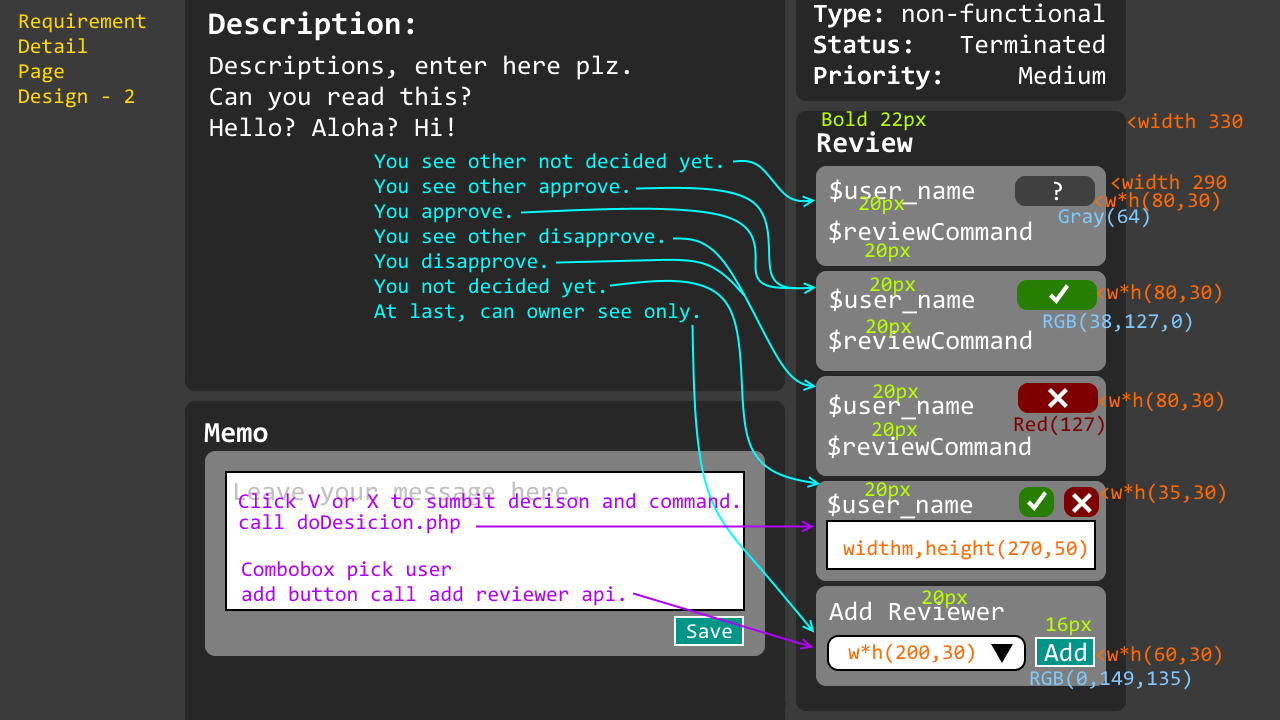 Requirement
Detail
Page
Design - 2
Description:
Descriptions, enter here plz.
Can you read this?
Hello? Aloha? Hi!
You see other not decided yet.
You see other approve.
You approve.
You see other disapprove.
You disapprove.
You not decided yet.
At last, can owner see only.
Memo
Leave your message here.
Click V or X to sumbit decison and command.
call doDesicion.php
Combobox pick user
add button call add reviewer api.
Save
Type: non-functional
Status: Terminated
Priority: Medium
Bold 22px
<width 330
Review
<width 290
$user_name ?
<w*h(80,30)
20px
Gray(64)
$reviewCommand
20px
20px
$user_name
<w*h(80,30)
RGB(38,127,0)
20px
$reviewCommand
20px
$user_name
<w*h(80,30)
Red(127)
20px
$reviewCommand
20px
<w*h(35,30)
$user_name
widthm,height(270,50)
20px
Add Reviewer
16px
w*h(200,30) Add <w*h(60,30)
RGB(0,149,135)